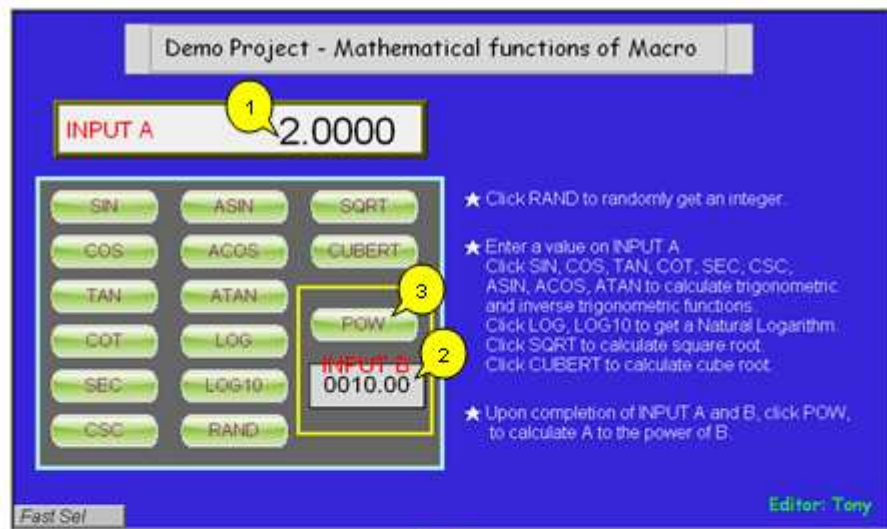 Demo Project - Mathematical functions of Macro
1
INPUT A 2.0000
SIN ASIN SQRT
COS ACOS CUBERT
TAN ATAN
3
POW
COT LOG
2
INPUT B
0010.00
SEC LOG10
CSC RAND
★ Click RAND to randomly get an integer.
★ Enter a value on INPUT A
Click SIN, COS, TAN, COT, SEC, CSC,
ASIN, ACOS, ATAN to calculate trigonometric
and inverse trigonometric functions.
Click LOG, LOG10 to get a Natural Logarithm.
Click SQRT to calculate square root.
Click CUBERT to calculate cube root.
★ Upon completion of INPUT A and B, click POW,
to calculate A to the power of B.
Fast Sel
Editor: Tony